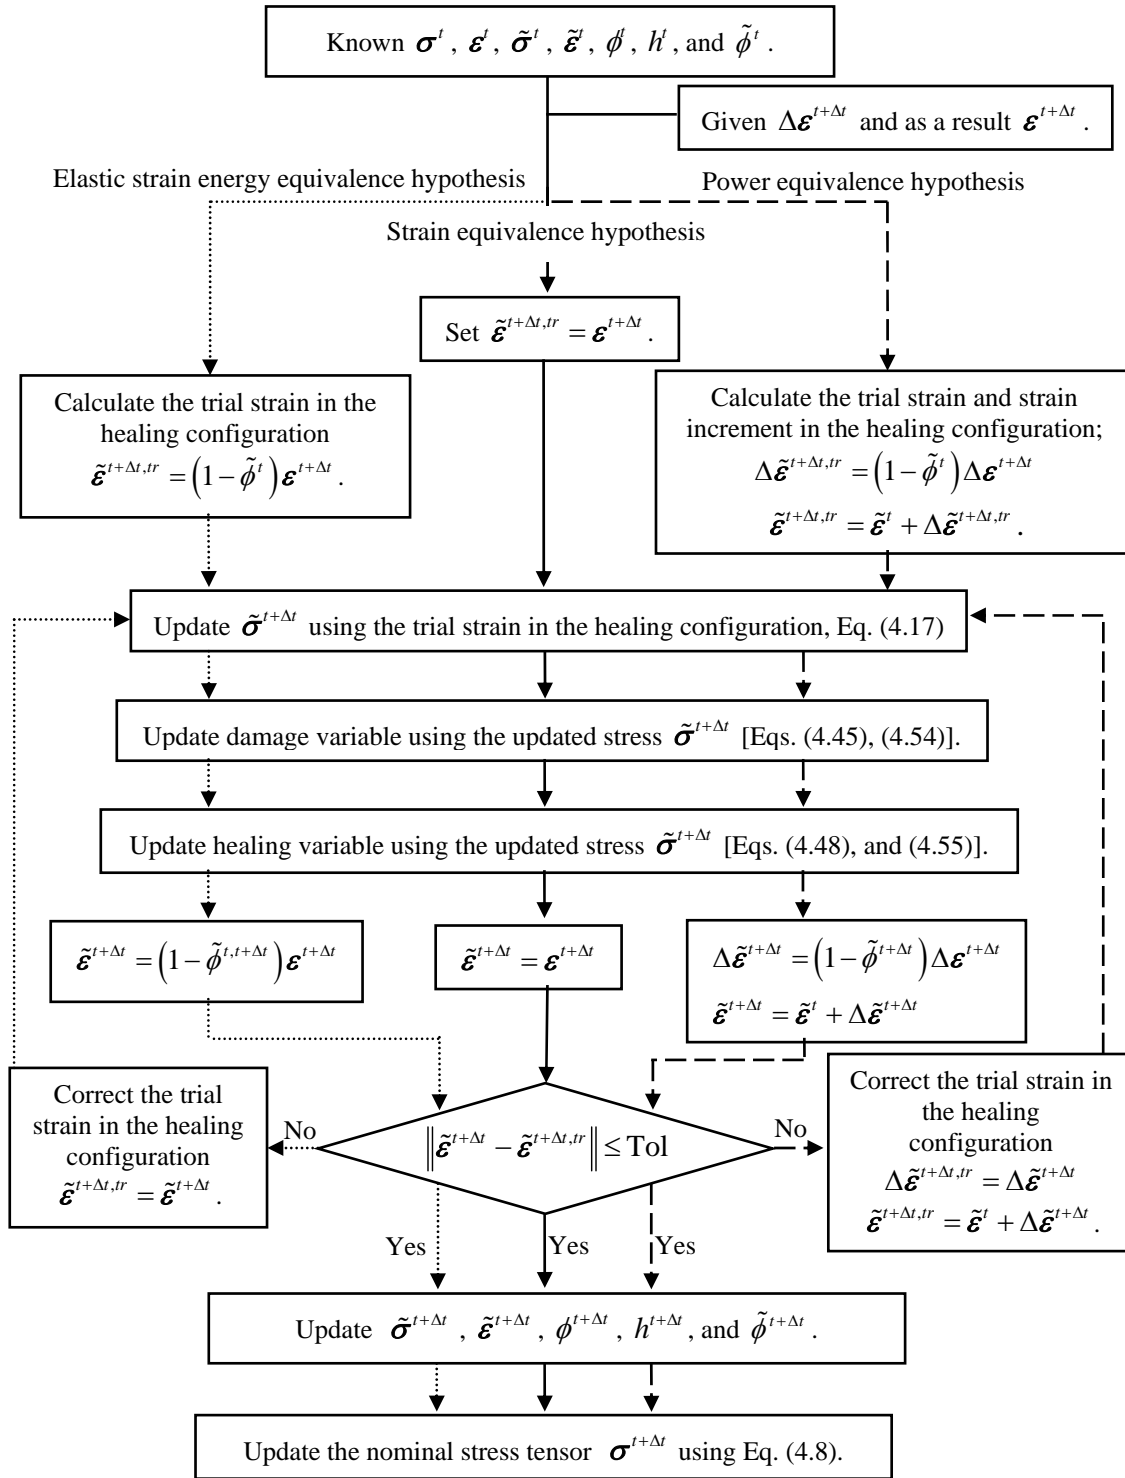 Known σ^t , ε^t, σ̃^t, ε̃^t, ϕ^t, h^t, and ϕ̃^t .
Given Δε^{t+Δt} and as a result ε^{t+Δt} .
Elastic strain energy equivalence hypothesis
Power equivalence hypothesis
Strain equivalence hypothesis
Set ε̃^{t+Δt,tr} = ε^{t+Δt} .
Calculate the trial strain in the
healing configuration
ε̃^{t+Δt,tr} = (1−ϕ̃^t) ε^{t+Δt} .
Calculate the trial strain and strain
increment in the healing configuration;
Δε̃^{t+Δt,tr} = (1−ϕ̃^t) Δε^{t+Δt}
ε̃^{t+Δt,tr} = ε̃^t + Δε̃^{t+Δt,tr} .
Update σ̃^{t+Δt} using the trial strain in the healing configuration, Eq. (4.17)
Update damage variable using the updated stress σ̃^{t+Δt} [Eqs. (4.45), (4.54)].
Update healing variable using the updated stress σ̃^{t+Δt} [Eqs. (4.48), and (4.55)].
ε̃^{t+Δt} = (1−ϕ̃^{t,t+Δt}) ε^{t+Δt}
ε̃^{t+Δt} = ε^{t+Δt}
Δε̃^{t+Δt} = (1−ϕ̃^{t+Δt}) Δε^{t+Δt}
ε̃^{t+Δt} = ε̃^t + Δε̃^{t+Δt}
Correct the trial
strain in the healing
configuration
ε̃^{t+Δt,tr} = ε̃^{t+Δt} .
No
‖ε̃^{t+Δt} − ε̃^{t+Δt,tr}‖ ≤ Tol
No
Correct the trial strain in
the healing
configuration
Δε̃^{t+Δt,tr} = Δε̃^{t+Δt}
ε̃^{t+Δt,tr} = ε̃^t + Δε̃^{t+Δt} .
Yes
Yes
Yes
Update σ̃^{t+Δt} , ε̃^{t+Δt} , ϕ^{t+Δt} , h^{t+Δt}, and ϕ̃^{t+Δt} .
Update the nominal stress tensor σ^{t+Δt} using Eq. (4.8).